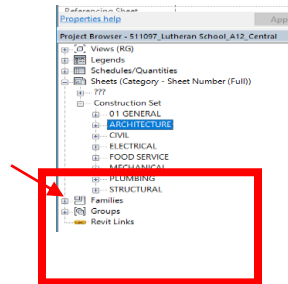 Referencing Sheet
Properties help
App
Project Browser - 511097_Lutheran School_A12_Central
Views (RG)
Legends
Schedules/Quantities
Sheets (Category - Sheet Number (Full))
???
Construction Set
01 GENERAL
ARCHITECTURE
CIVIL
ELECTRICAL
FOOD SERVICE
MECHANICAL
PLUMBING
STRUCTURAL
Families
Groups
Revit Links